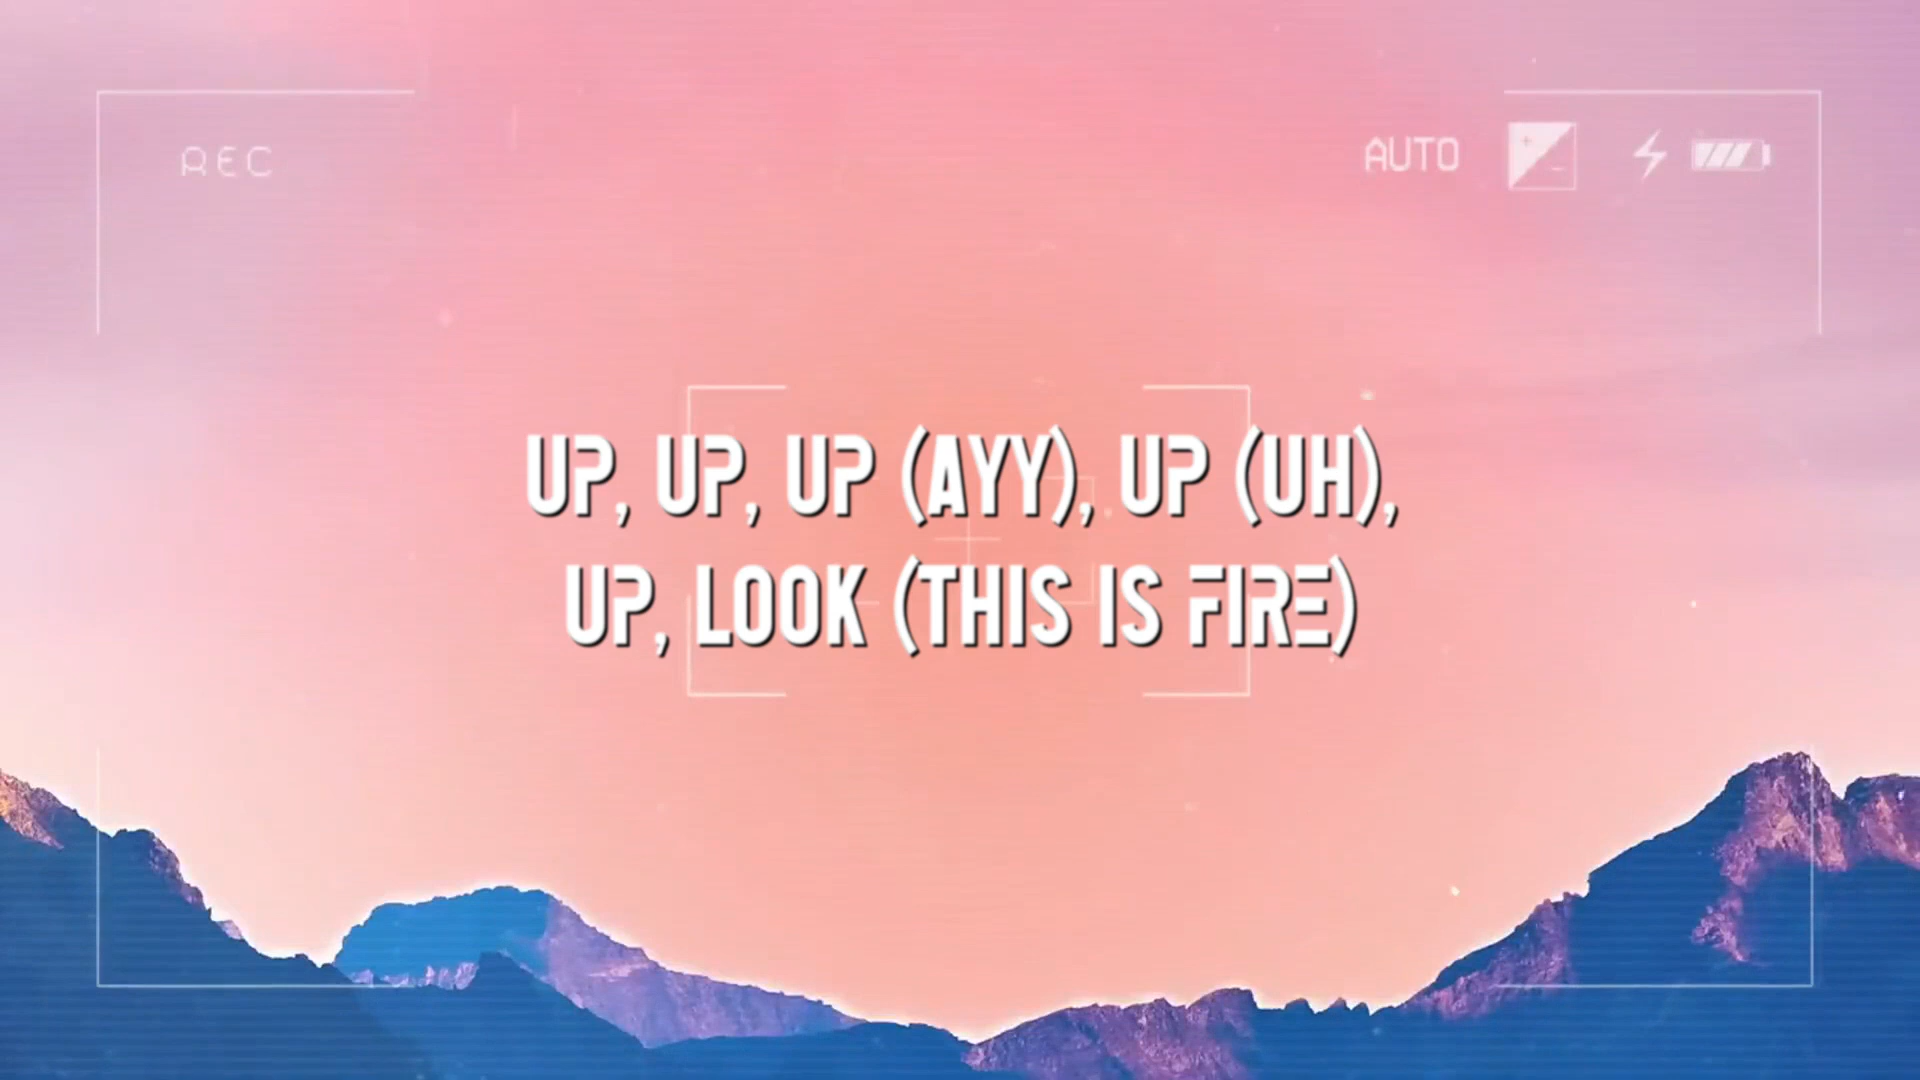 REC
AUTO
UP, UP, UP (AYY), UP (UH),
UP, LOOK (THIS IS FIRE)